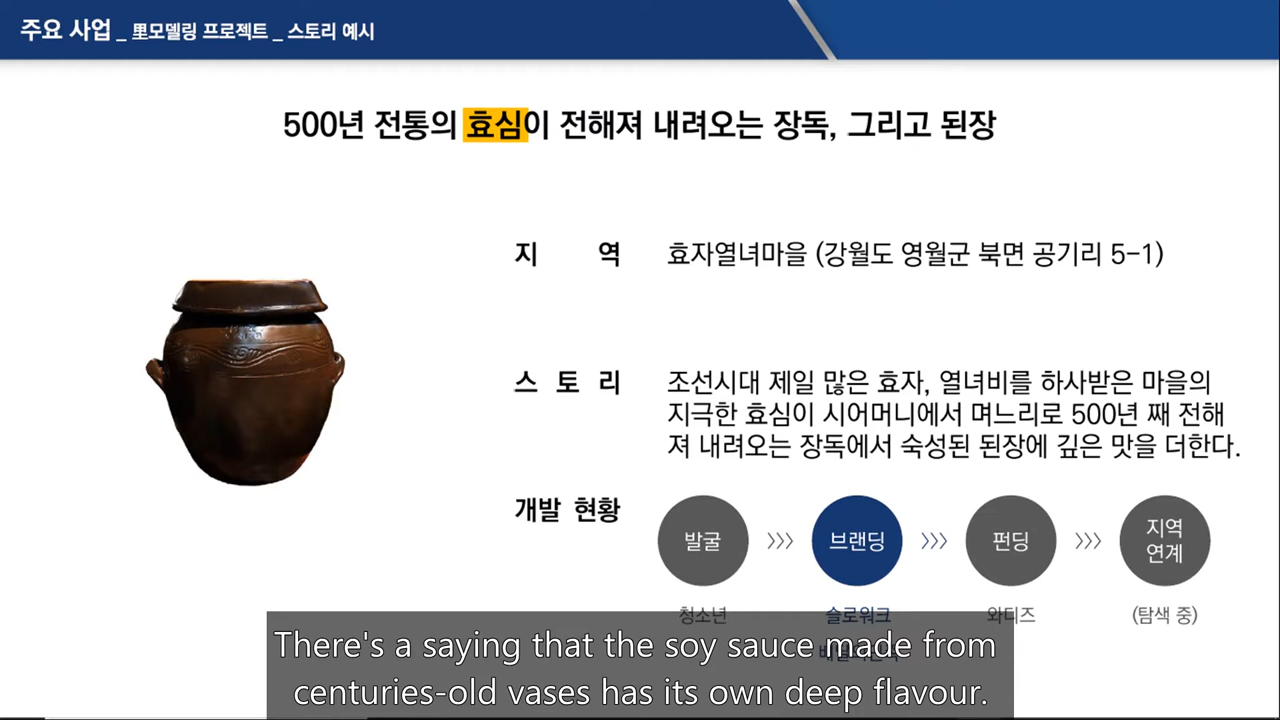 주요 사업 _ 里모델링 프로젝트 _ 스토리 예시
500년 전통의 효심이 전해져 내려오는 장독, 그리고 된장
지 역 효자열녀마을 (강월도 영월군 북면 공기리 5-1)
스 토 리 조선시대 제일 많은 효자, 열녀비를 하사받은 마을의
지극한 효심이 시어머니에서 며느리로 500년 째 전해
져 내려오는 장독에서 숙성된 된장에 깊은 맛을 더한다.
개발 현황
발굴 >>> 브랜딩 >>> 펀딩 >>> 지역
연계
청소년 슬로워크 와디즈 (탐색 중)
There's a saying that the soy sauce made from
centuries-old vases has its own deep flavour.